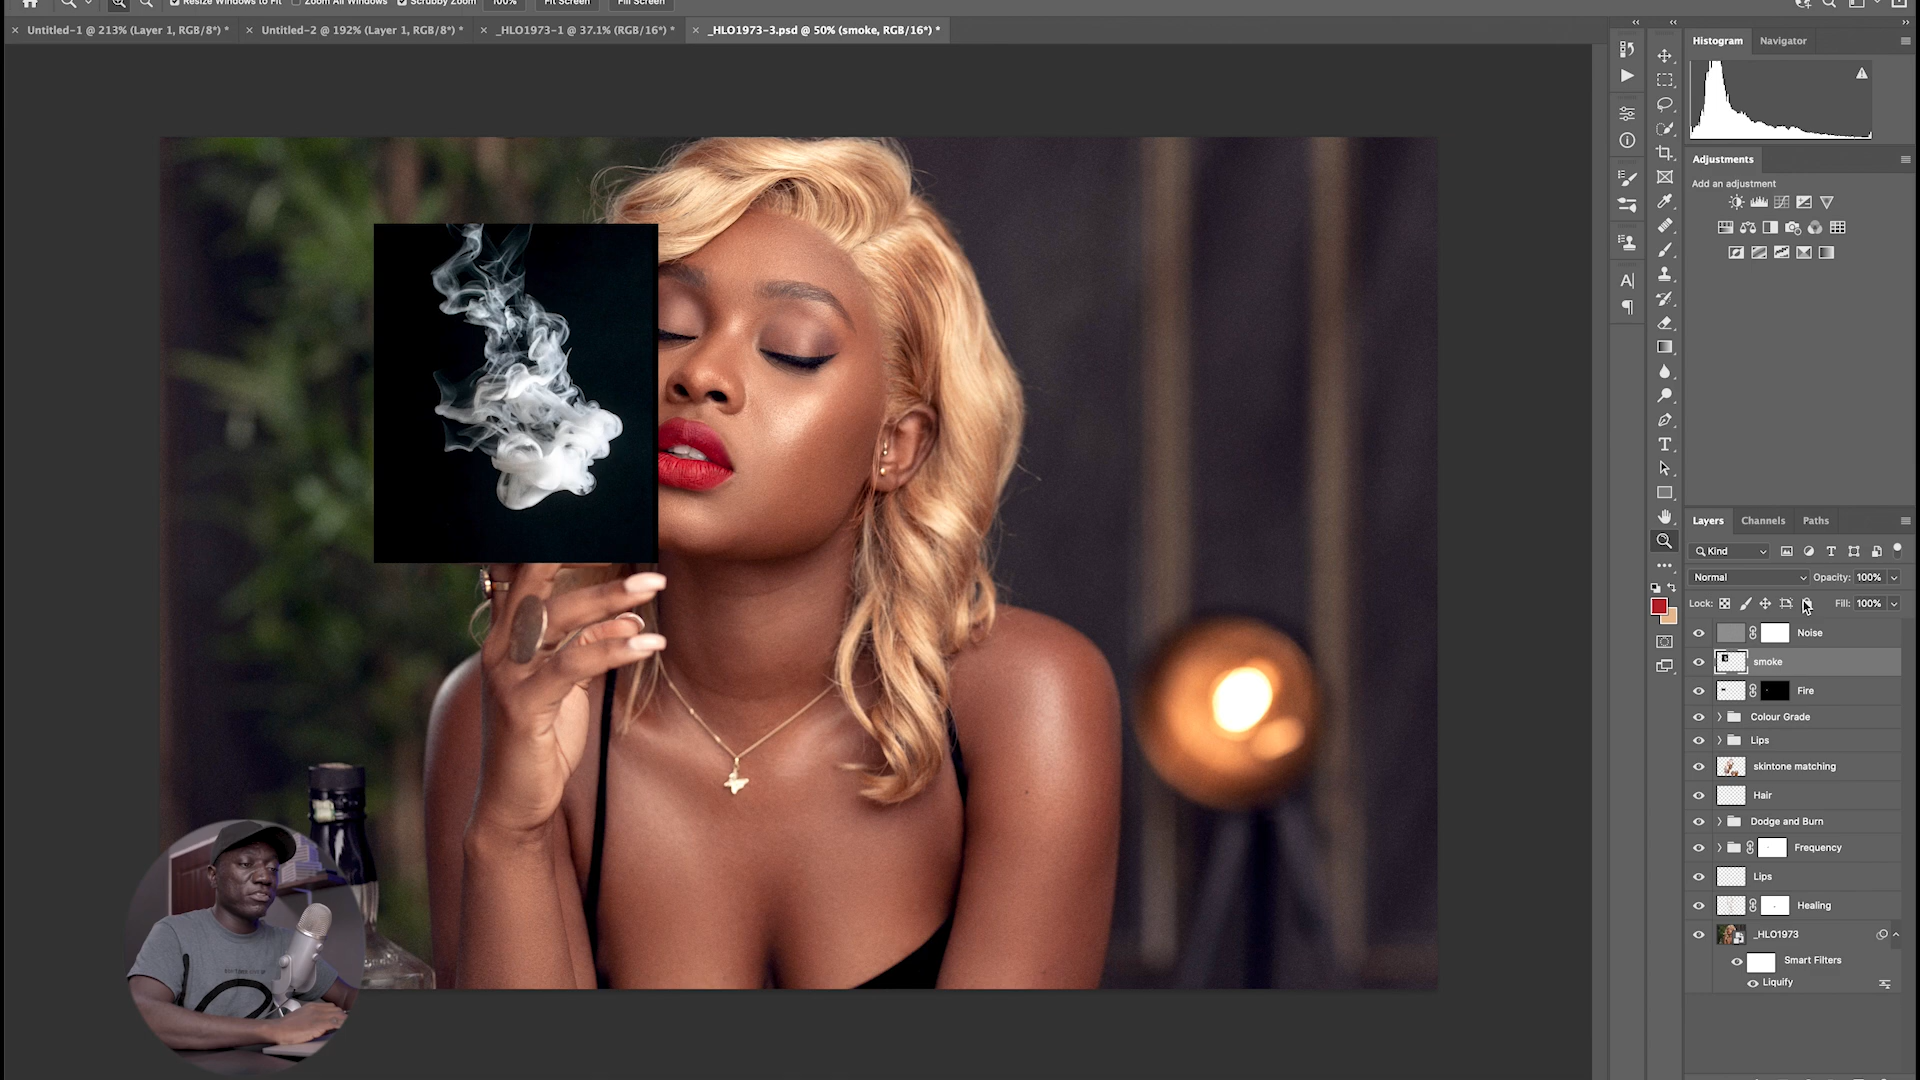 Resize Windows to Fit Zoom All Windows Scrubby Zoom 100% Fit Screen Fill Screen
Untitled-1 @ 213% (Layer 1, RGB/8*) * Untitled-2 @ 192% (Layer 1, RGB/8*) * _HLO1973-1 @ 37.1% (RGB/16*) * _HLO1973-3.psd @ 50% (smoke, RGB/16*) *
Histogram Navigator
Adjustments
Add an adjustment
Layers Channels Paths
Kind
Normal Opacity: 100%
Lock: Fill: 100%
Noise
smoke
Fire
Colour Grade
Lips
skintone matching
Hair
Dodge and Burn
Frequency
Lips
Healing
_HLO1973
Smart Filters
Liquify